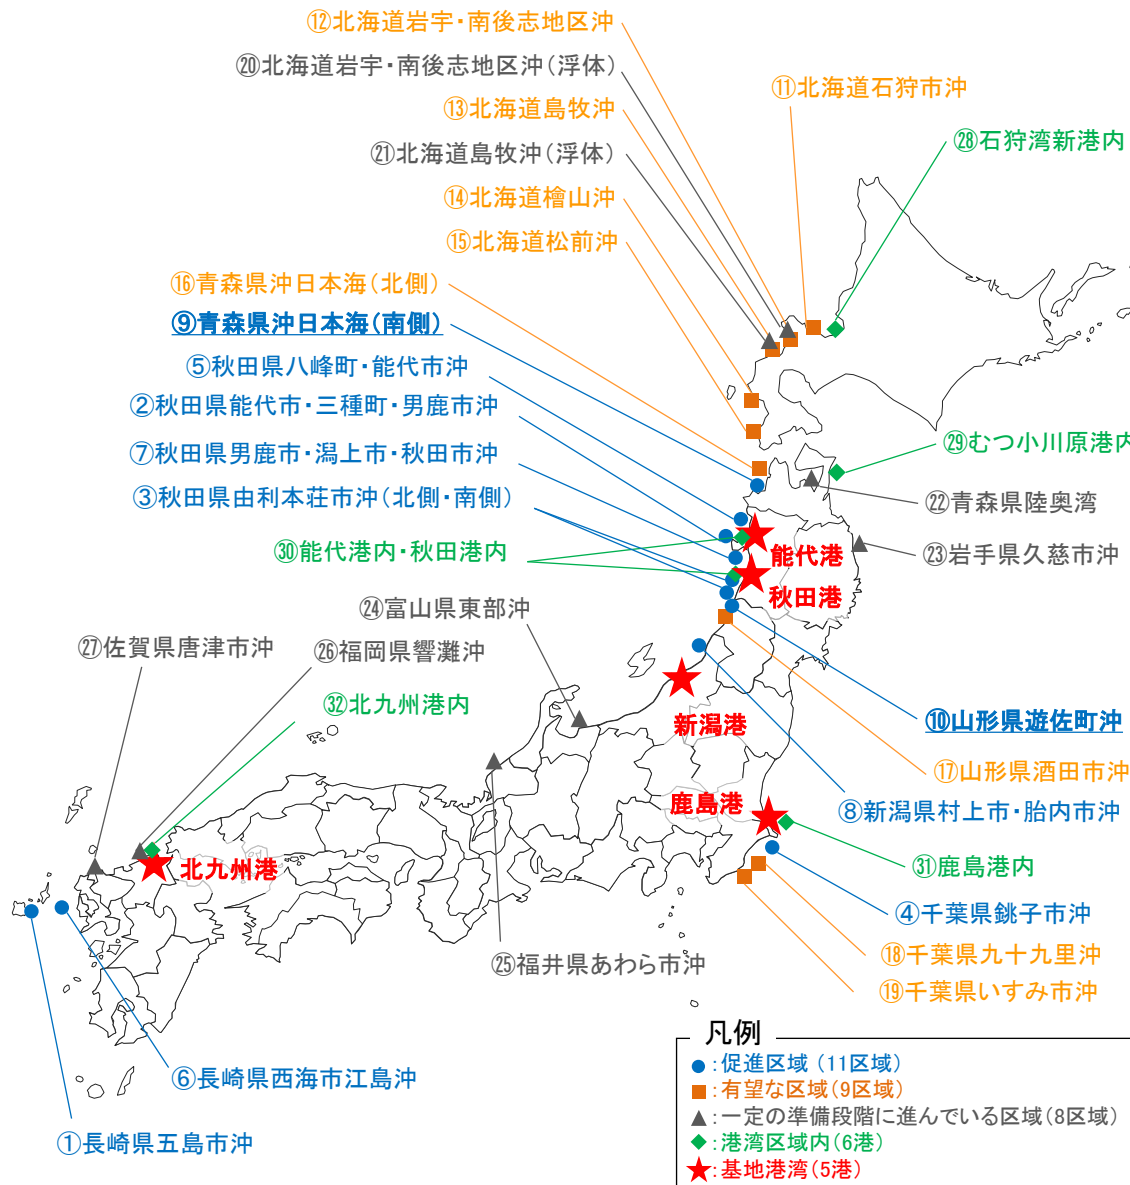 ⑫北海道岩宇・南後志地区沖
⑳北海道岩宇・南後志地区沖(浮体)
⑪北海道石狩市沖
⑬北海道島牧沖
㉘石狩湾新港内
㉑北海道島牧沖(浮体)
⑭北海道檜山沖
⑮北海道松前沖
⑯青森県沖日本海(北側)
⑨青森県沖日本海(南側)
⑤秋田県八峰町・能代市沖
②秋田県能代市・三種町・男鹿市沖
㉙むつ小川原港内
⑦秋田県男鹿市・潟上市・秋田市沖
③秋田県由利本荘市沖(北側・南側)
㉒青森県陸奥湾
㉚能代港内・秋田港内
能代港
㉓岩手県久慈市沖
秋田港
㉔富山県東部沖
㉗佐賀県唐津市沖
㉖福岡県響灘沖
㉜北九州港内
新潟港
⑩山形県遊佐町沖
⑰山形県酒田市沖
鹿島港
⑧新潟県村上市・胎内市沖
北九州港
㉛鹿島港内
④千葉県銚子市沖
⑱千葉県九十九里沖
㉕福井県あわら市沖
⑲千葉県いすみ市沖
⑥長崎県西海市江島沖
①長崎県五島市沖
凡例
●:促進区域(11区域)
■:有望な区域(9区域)
▲:一定の準備段階に進んでいる区域(8区域)
◆:港湾区域内(6港)
★:基地港湾(5港)